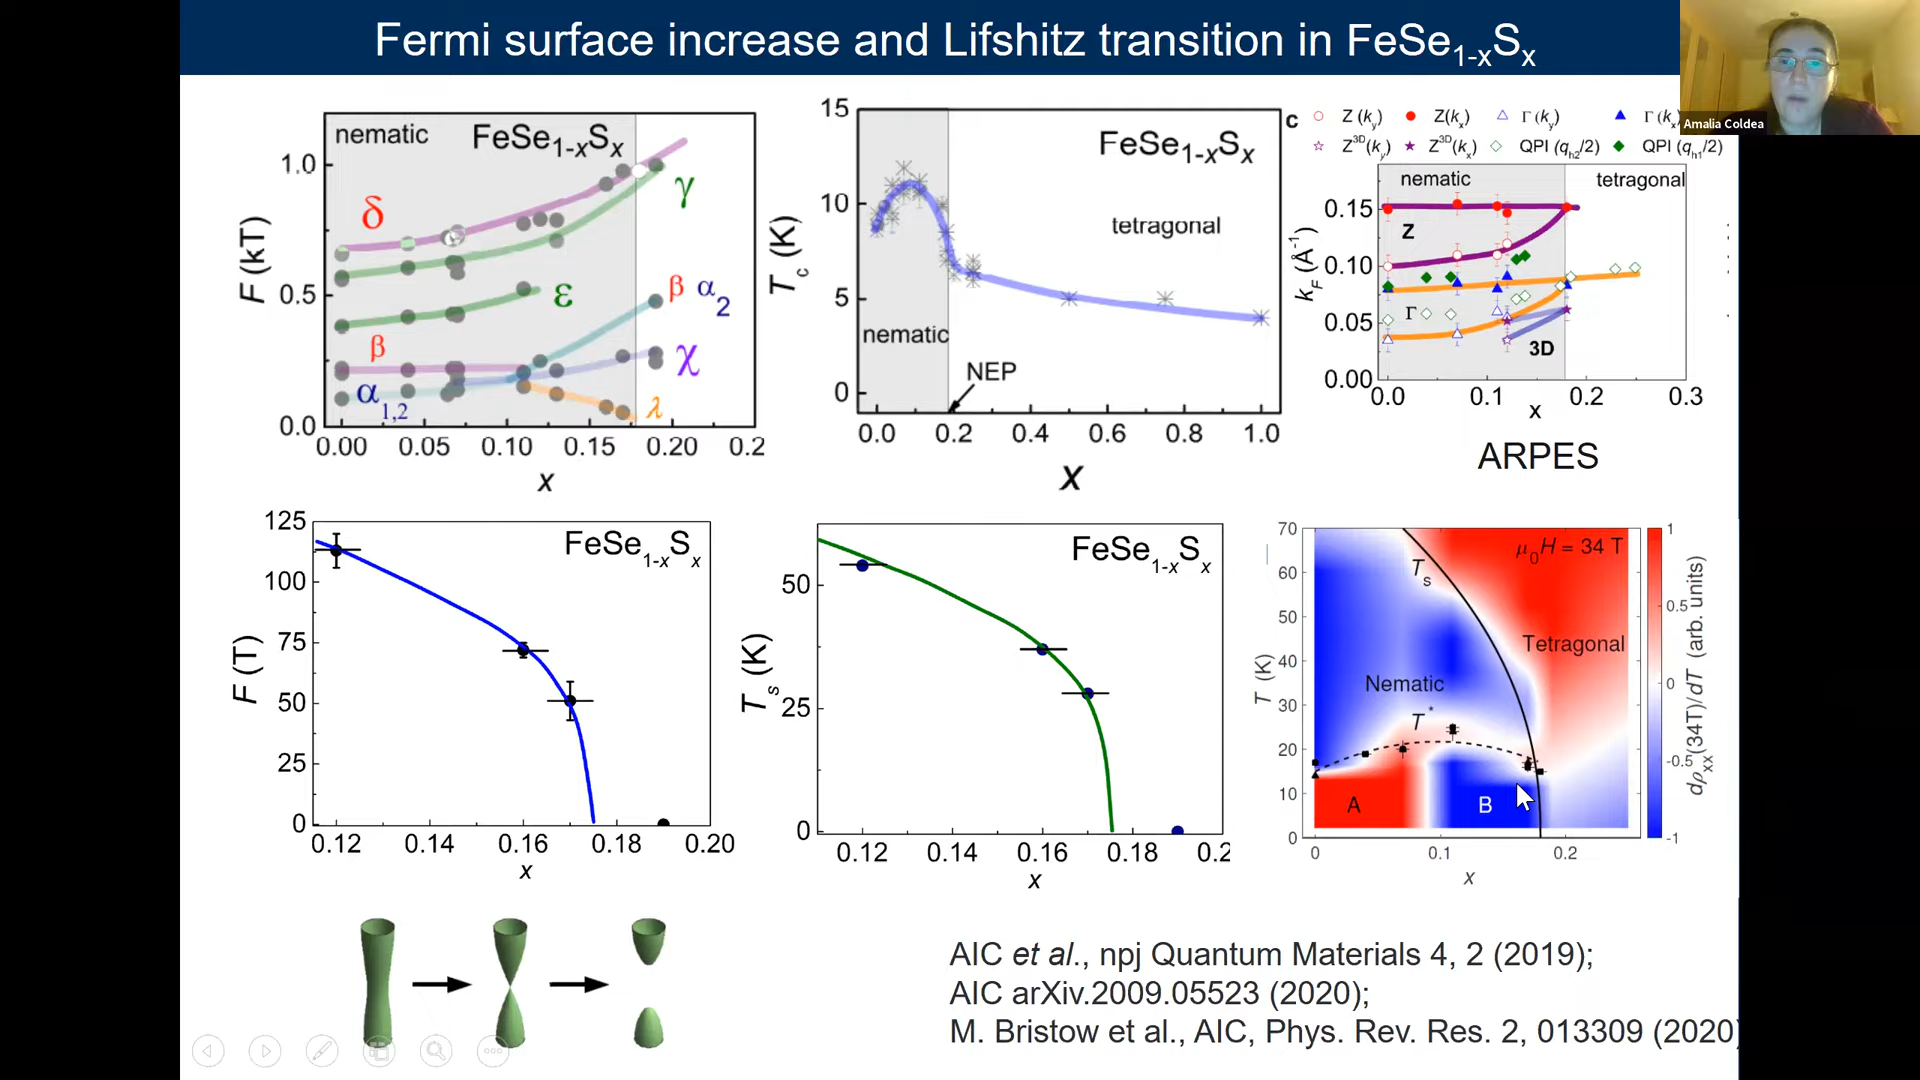 Fermi surface increase and Lifshitz transition in FeSe1-xSx
Amalia Coldea
nematic
FeSe1-xSx
δ
γ
ε
β
α2
β
α1,2
χ
λ
F (kT)
1.0
0.5
0.0
0.00 0.05 0.10 0.15 0.20 0.2
x
FeSe1-xSx
tetragonal
nematic
NEP
Tc (K)
15
10
5
0
0.0 0.2 0.4 0.6 0.8 1.0
x
c
Z (ky) Z(kx) Γ (ky) Γ (kx
Z3D(ky) Z3D(kx) QPI (qh2/2) QPI (qh1/2)
nematic tetragonal
Z
Γ
3D
kF (Å-1)
0.15
0.10
0.05
0.00
0.0 0.1 0.2 0.3
x
ARPES
FeSe1-xSx
F (T)
125
100
75
50
25
0
0.12 0.14 0.16 0.18 0.20
x
FeSe1-xSx
Ts (K)
50
25
0
0.12 0.14 0.16 0.18 0.2
x
μ0H = 34 T
Ts
Tetragonal
Nematic
T*
A
B
T (K)
70
60
50
40
30
20
10
0
0 0.1 0.2
x
1
0.5
0
-0.5
-1
dρxx(34T)/dT (arb. units)
AIC et al., npj Quantum Materials 4, 2 (2019);
AIC arXiv.2009.05523 (2020);
M. Bristow et al., AIC, Phys. Rev. Res. 2, 013309 (2020)